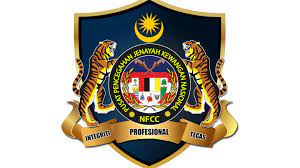 PUSAT PENCEGAHAN JENAYAH KEWANGAN NASIONAL
NFCC
INTEGRITI PROFESIONAL TEGAS